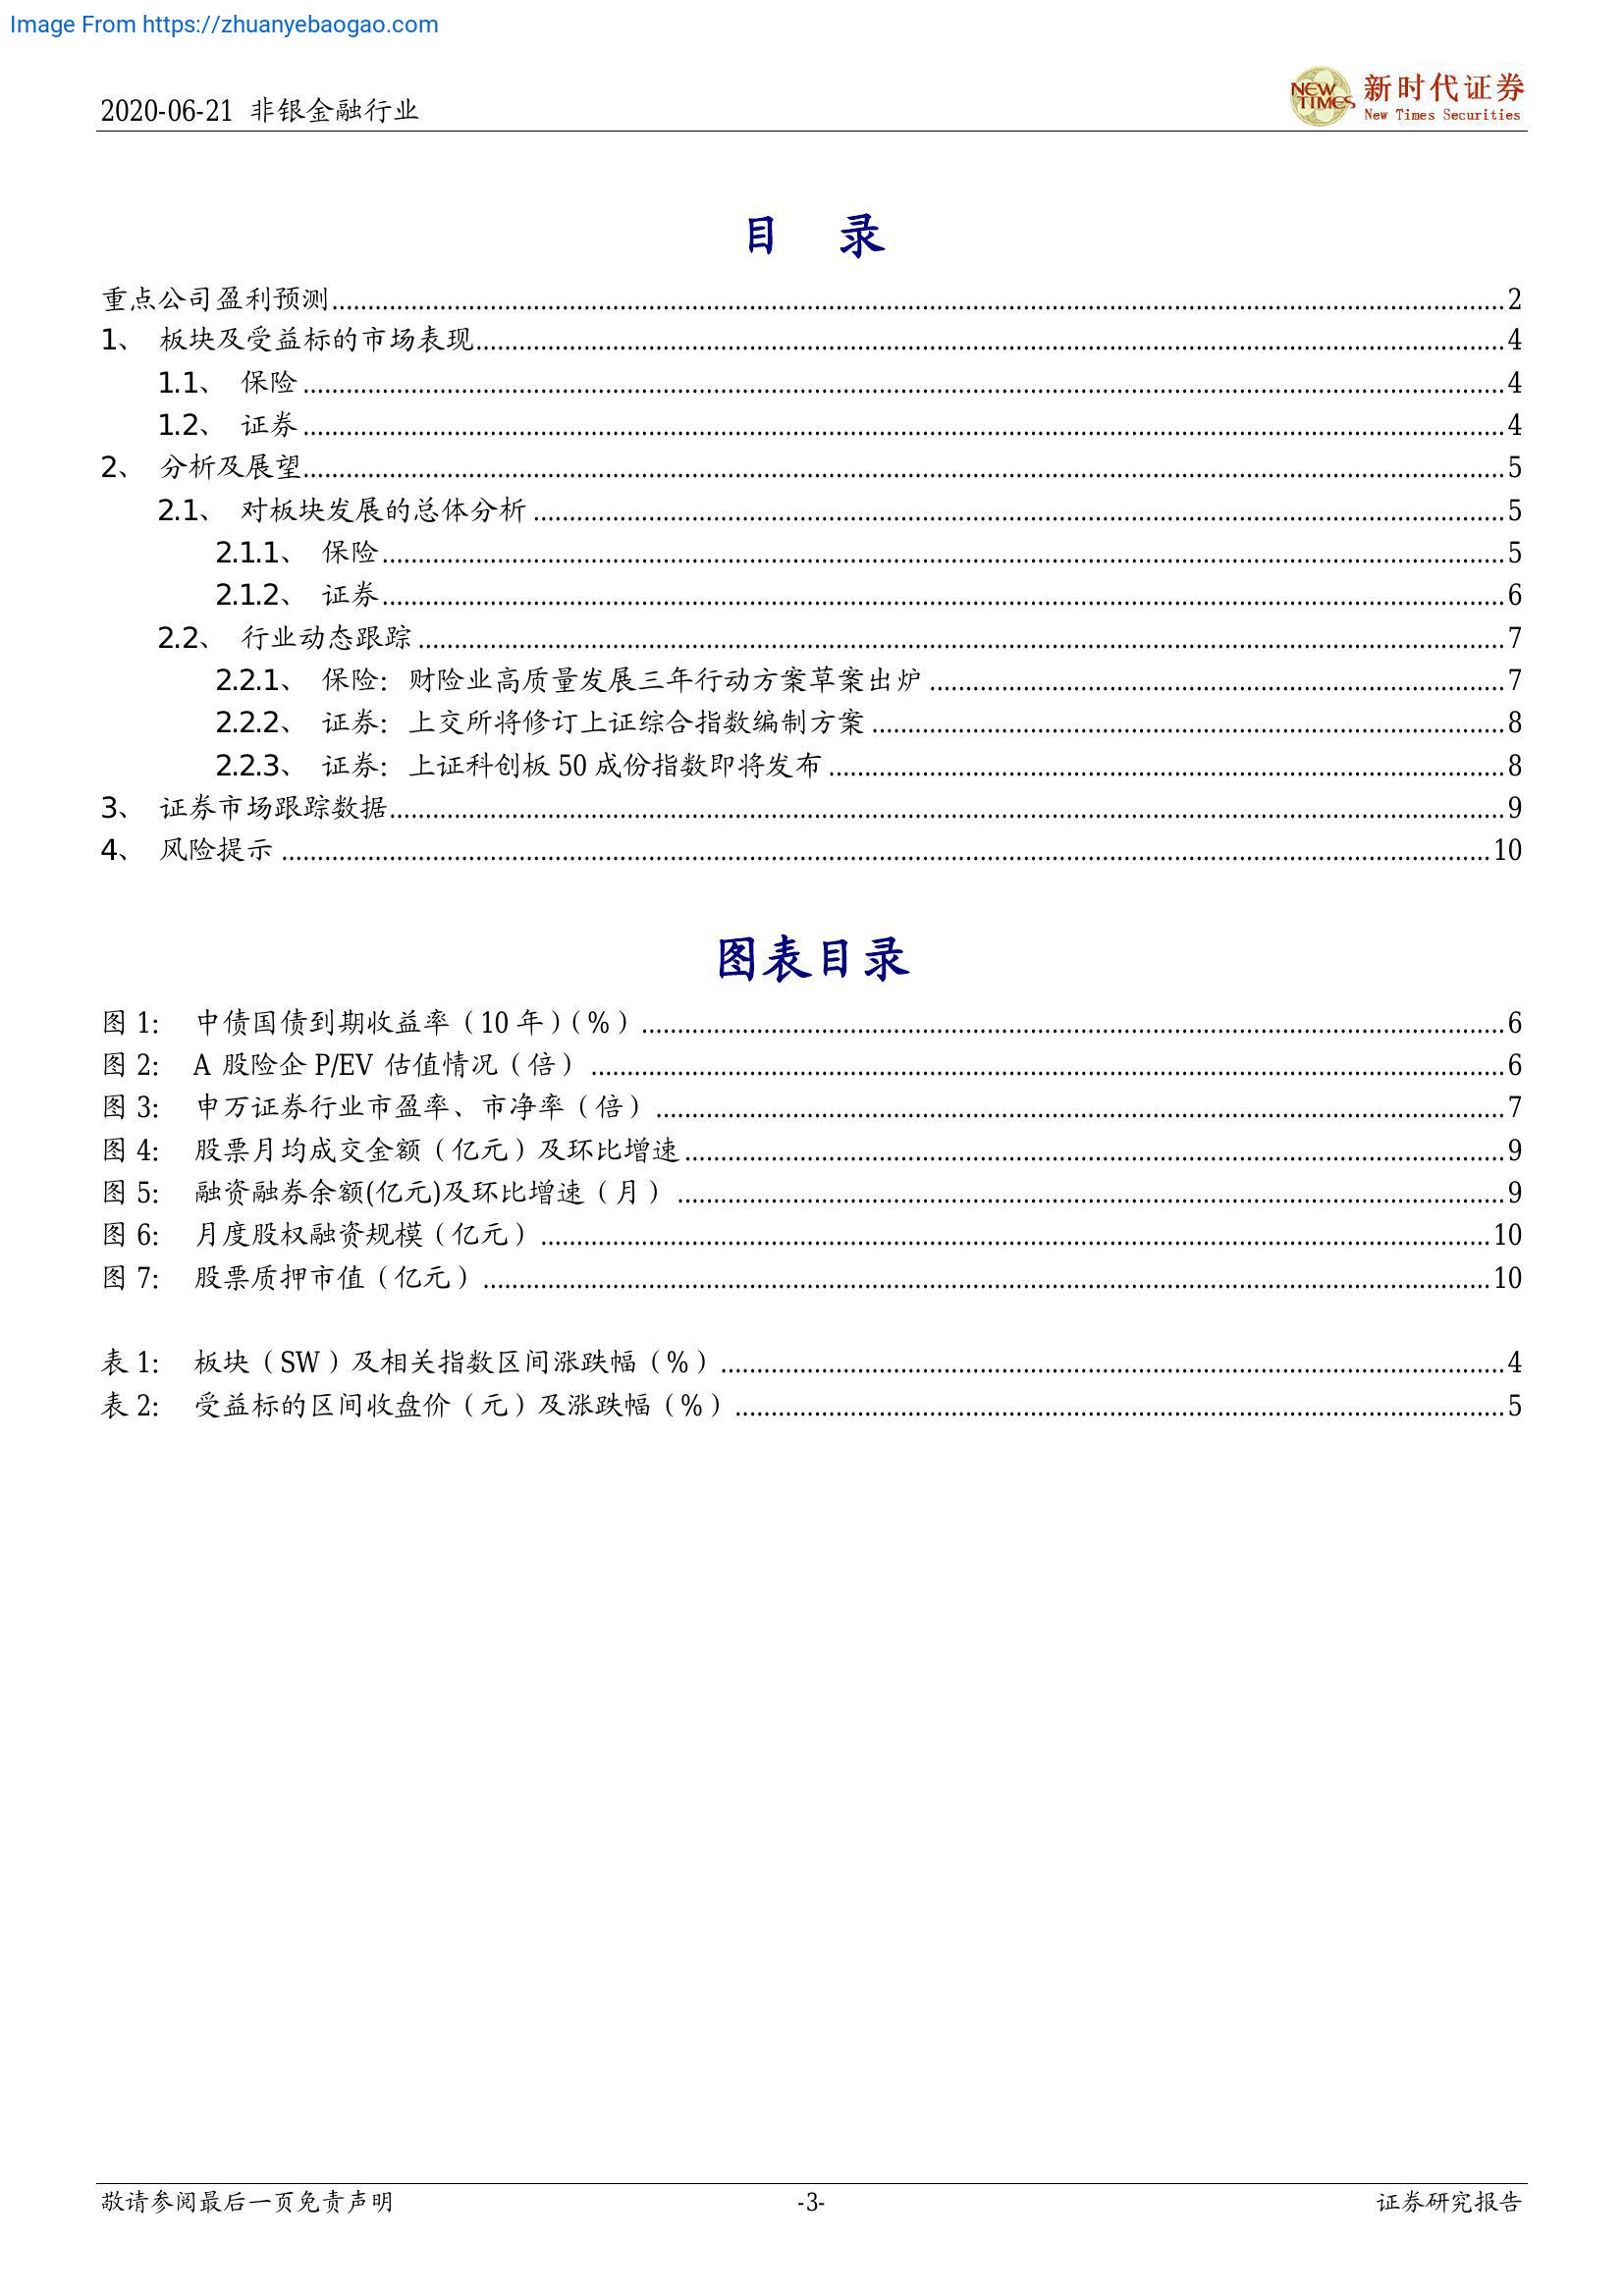 Image From https://zhuanyebaogao.com
2020-06-21 非银金融行业
NEW TIMES
新时代证券
New Times Securities
目 录
重点公司盈利预测 2
1、 板块及受益标的市场表现 4
1.1、 保险 4
1.2、 证券 4
2、 分析及展望 5
2.1、 对板块发展的总体分析 5
2.1.1、 保险 5
2.1.2、 证券 6
2.2、 行业动态跟踪 7
2.2.1、 保险：财险业高质量发展三年行动方案草案出炉 7
2.2.2、 证券：上交所将修订上证综合指数编制方案 8
2.2.3、 证券：上证科创板 50 成份指数即将发布 8
3、 证券市场跟踪数据 9
4、 风险提示 10
图表目录
图 1： 中债国债到期收益率（10 年）（%） 6
图 2： A 股险企 P/EV 估值情况（倍） 6
图 3： 申万证券行业市盈率、市净率（倍） 7
图 4： 股票月均成交金额（亿元）及环比增速 9
图 5： 融资融券余额(亿元)及环比增速（月） 9
图 6： 月度股权融资规模（亿元） 10
图 7： 股票质押市值（亿元） 10
表 1： 板块（SW）及相关指数区间涨跌幅（%） 4
表 2： 受益标的区间收盘价（元）及涨跌幅（%） 5
敬请参阅最后一页免责声明 -3- 证券研究报告